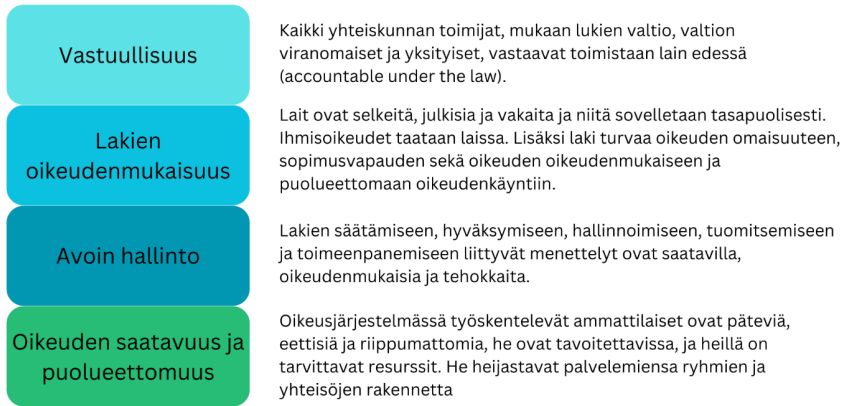 Vastuullisuus
Kaikki yhteiskunnan toimijat, mukaan lukien valtio, valtion
viranomaiset ja yksityiset, vastaavat toimistaan lain edessä
(accountable under the law).
Lakien
oikeudenmukaisuus
Lait ovat selkeitä, julkisia ja vakaita ja niitä sovelletaan tasapuolisesti.
Ihmisoikeudet taataan laissa. Lisäksi laki turvaa oikeuden omaisuuteen,
sopimusvapauden sekä oikeuden oikeudenmukaiseen ja
puolueettomaan oikeudenkäyntiin.
Avoin hallinto
Lakien säätämiseen, hyväksymiseen, hallinnoimiseen, tuomitsemiseen
ja toimeenpanemiseen liittyvät menettelyt ovat saatavilla,
oikeudenmukaisia ja tehokkaita.
Oikeuden saatavuus ja
puolueettomuus
Oikeusjärjestelmässä työskentelevät ammattilaiset ovat päteviä,
eettisiä ja riippumattomia, he ovat tavoitettavissa, ja heillä on
tarvittavat resurssit. He heijastavat palvelemiensa ryhmien ja
yhteisöjen rakennetta